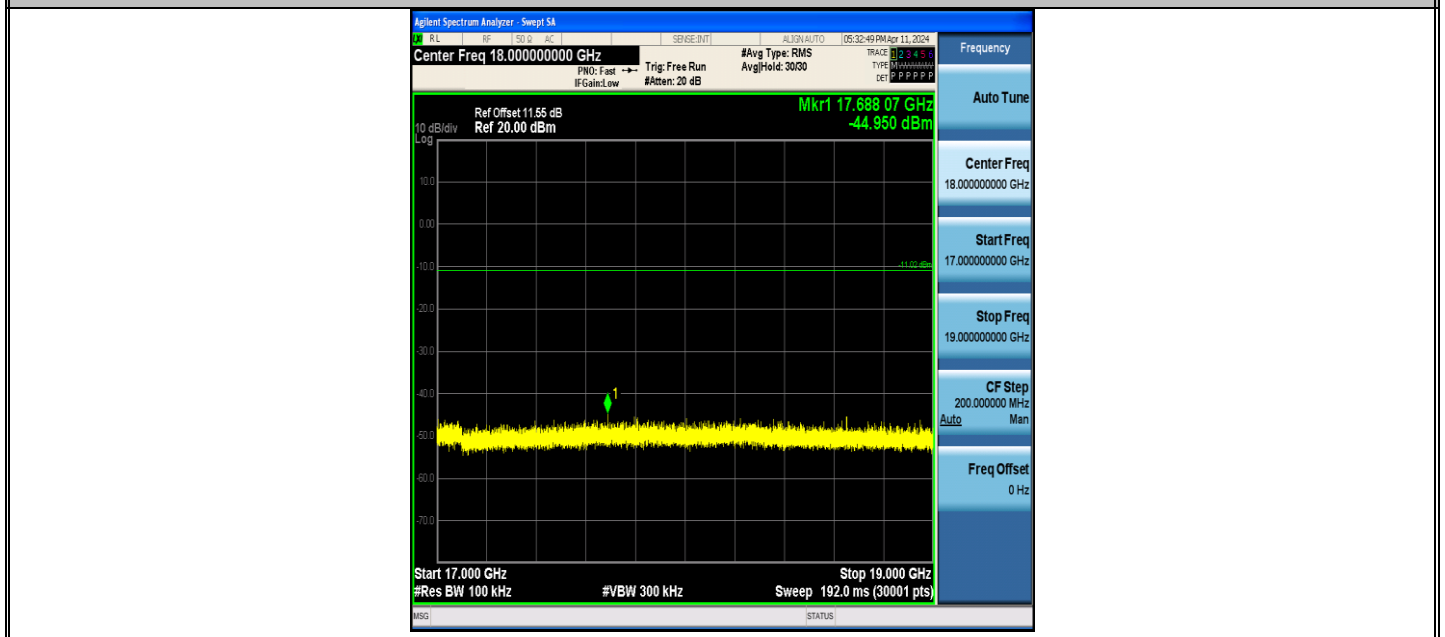 Agilent Spectrum Analyzer - Swept SA
RL RF 50 Ω AC SENSE:INT ALIGN AUTO 05:32:49 PM Apr 11, 2024
Center Freq 18.000000000 GHz
PNO: Fast
IFGain:Low
Trig: Free Run
#Atten: 20 dB
#Avg Type: RMS
Avg|Hold: 30/30
TRACE 1 2 3 4 5 6
TYPE
DET P P P P P P
Mkr1 17.688 07 GHz
-44.950 dBm
Ref Offset 11.55 dB
10 dB/div Ref 20.00 dBm
Log
10.0
0.00
-10.0
-11.02 dBm
-20.0
-30.0
-40.0
1
-50.0
-60.0
-70.0
Start 17.000 GHz Stop 19.000 GHz
#Res BW 100 kHz #VBW 300 kHz Sweep 192.0 ms (30001 pts)
MSG STATUS
Frequency
Auto Tune
Center Freq
18.000000000 GHz
Start Freq
17.000000000 GHz
Stop Freq
19.000000000 GHz
CF Step
200.000000 MHz
Auto Man
Freq Offset
0 Hz